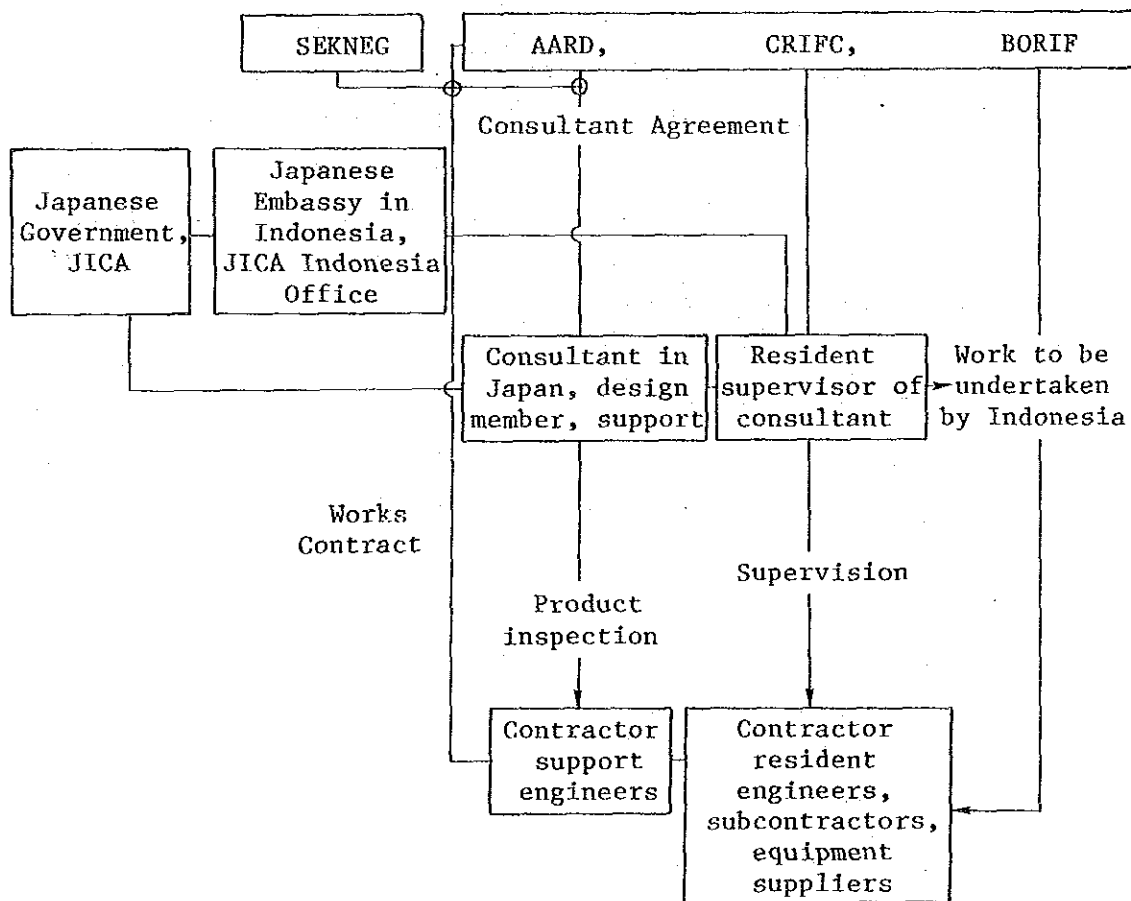 SEKNEG
AARD, CRIFC, BORIF
Consultant Agreement
Japanese
Government,
JICA
Japanese
Embassy in
Indonesia,
JICA Indonesia
Office
Consultant in
Japan, design
member, support
Resident
supervisor of
consultant
Work to be
undertaken
by Indonesia
Works
Contract
Product
inspection
Supervision
Contractor
support
engineers
Contractor
resident
engineers,
subcontractors,
equipment
suppliers